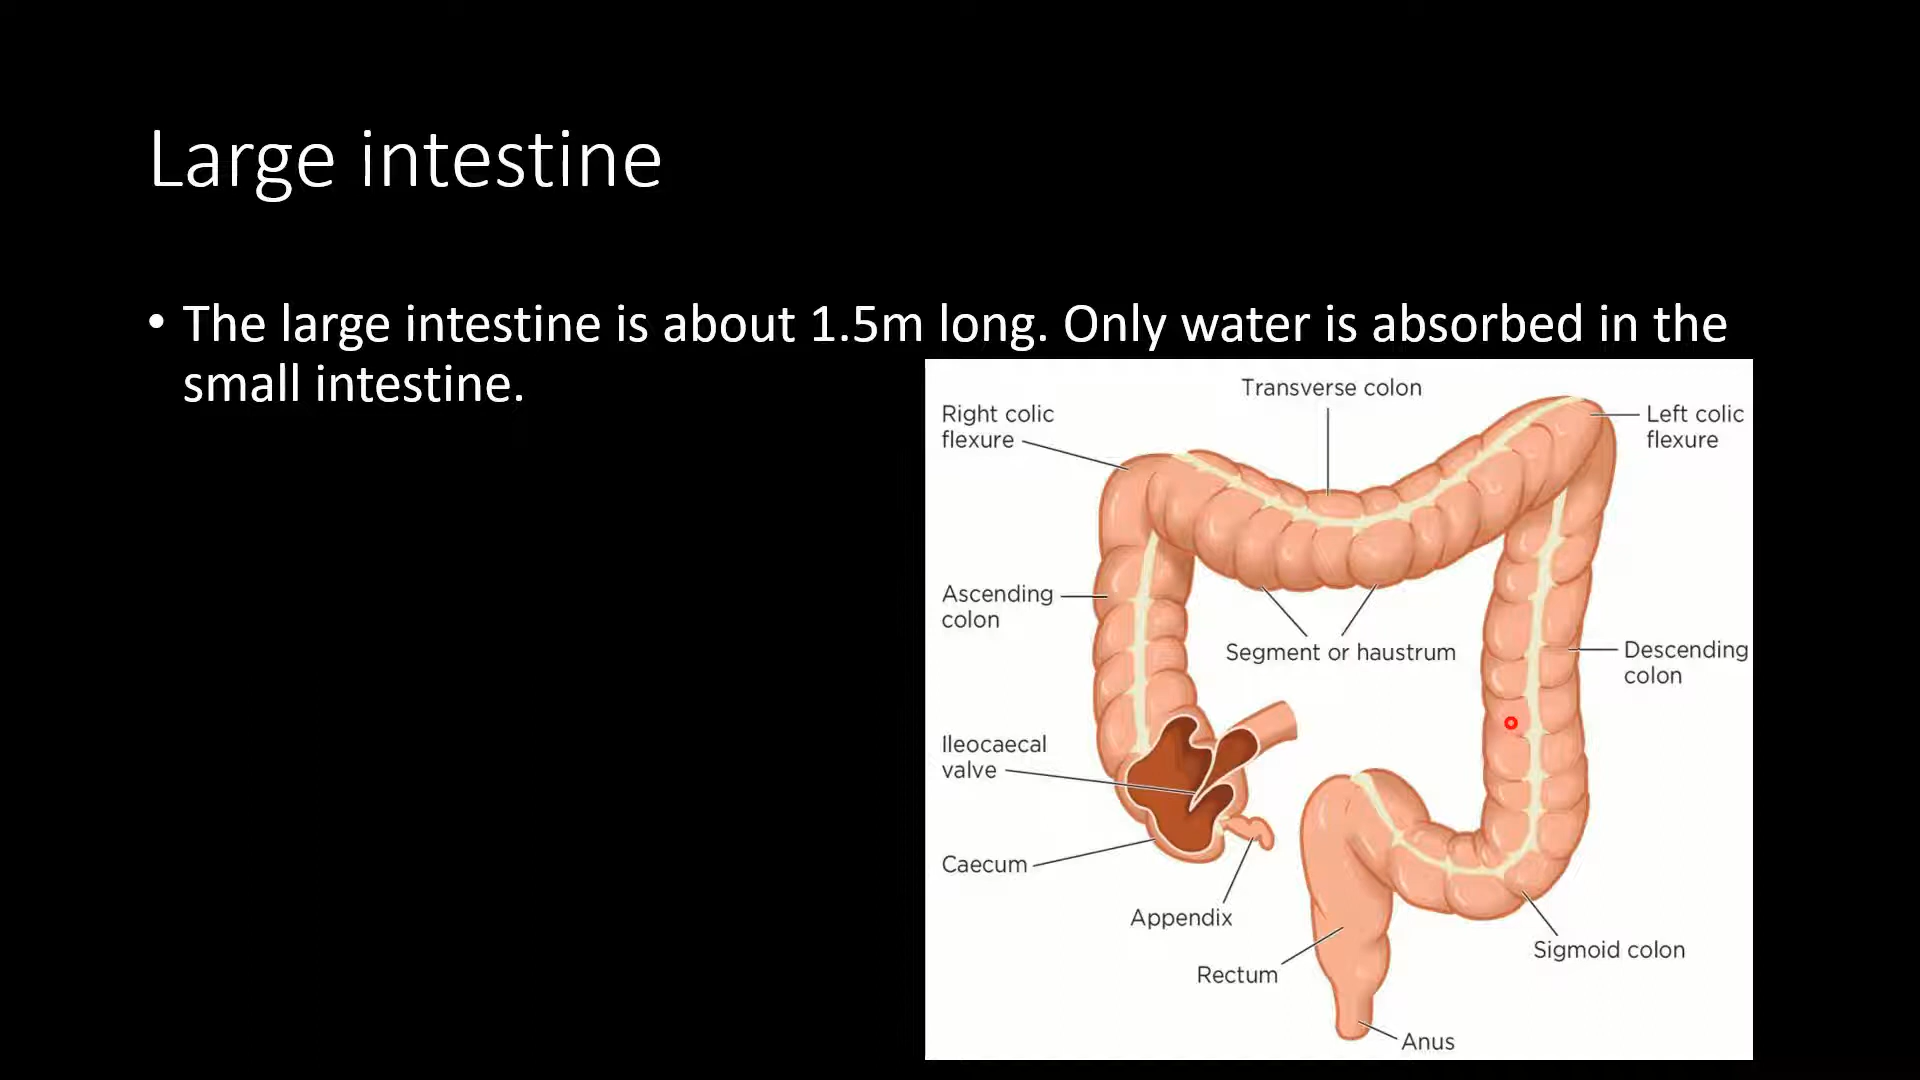 Large intestine
• The large intestine is about 1.5m long. Only water is absorbed in the
small intestine.
Transverse colon
Right colic
flexure
Left colic
flexure
Ascending
colon
Segment or haustrum
Descending
colon
Ileocaecal
valve
Caecum
Appendix
Rectum
Sigmoid colon
Anus